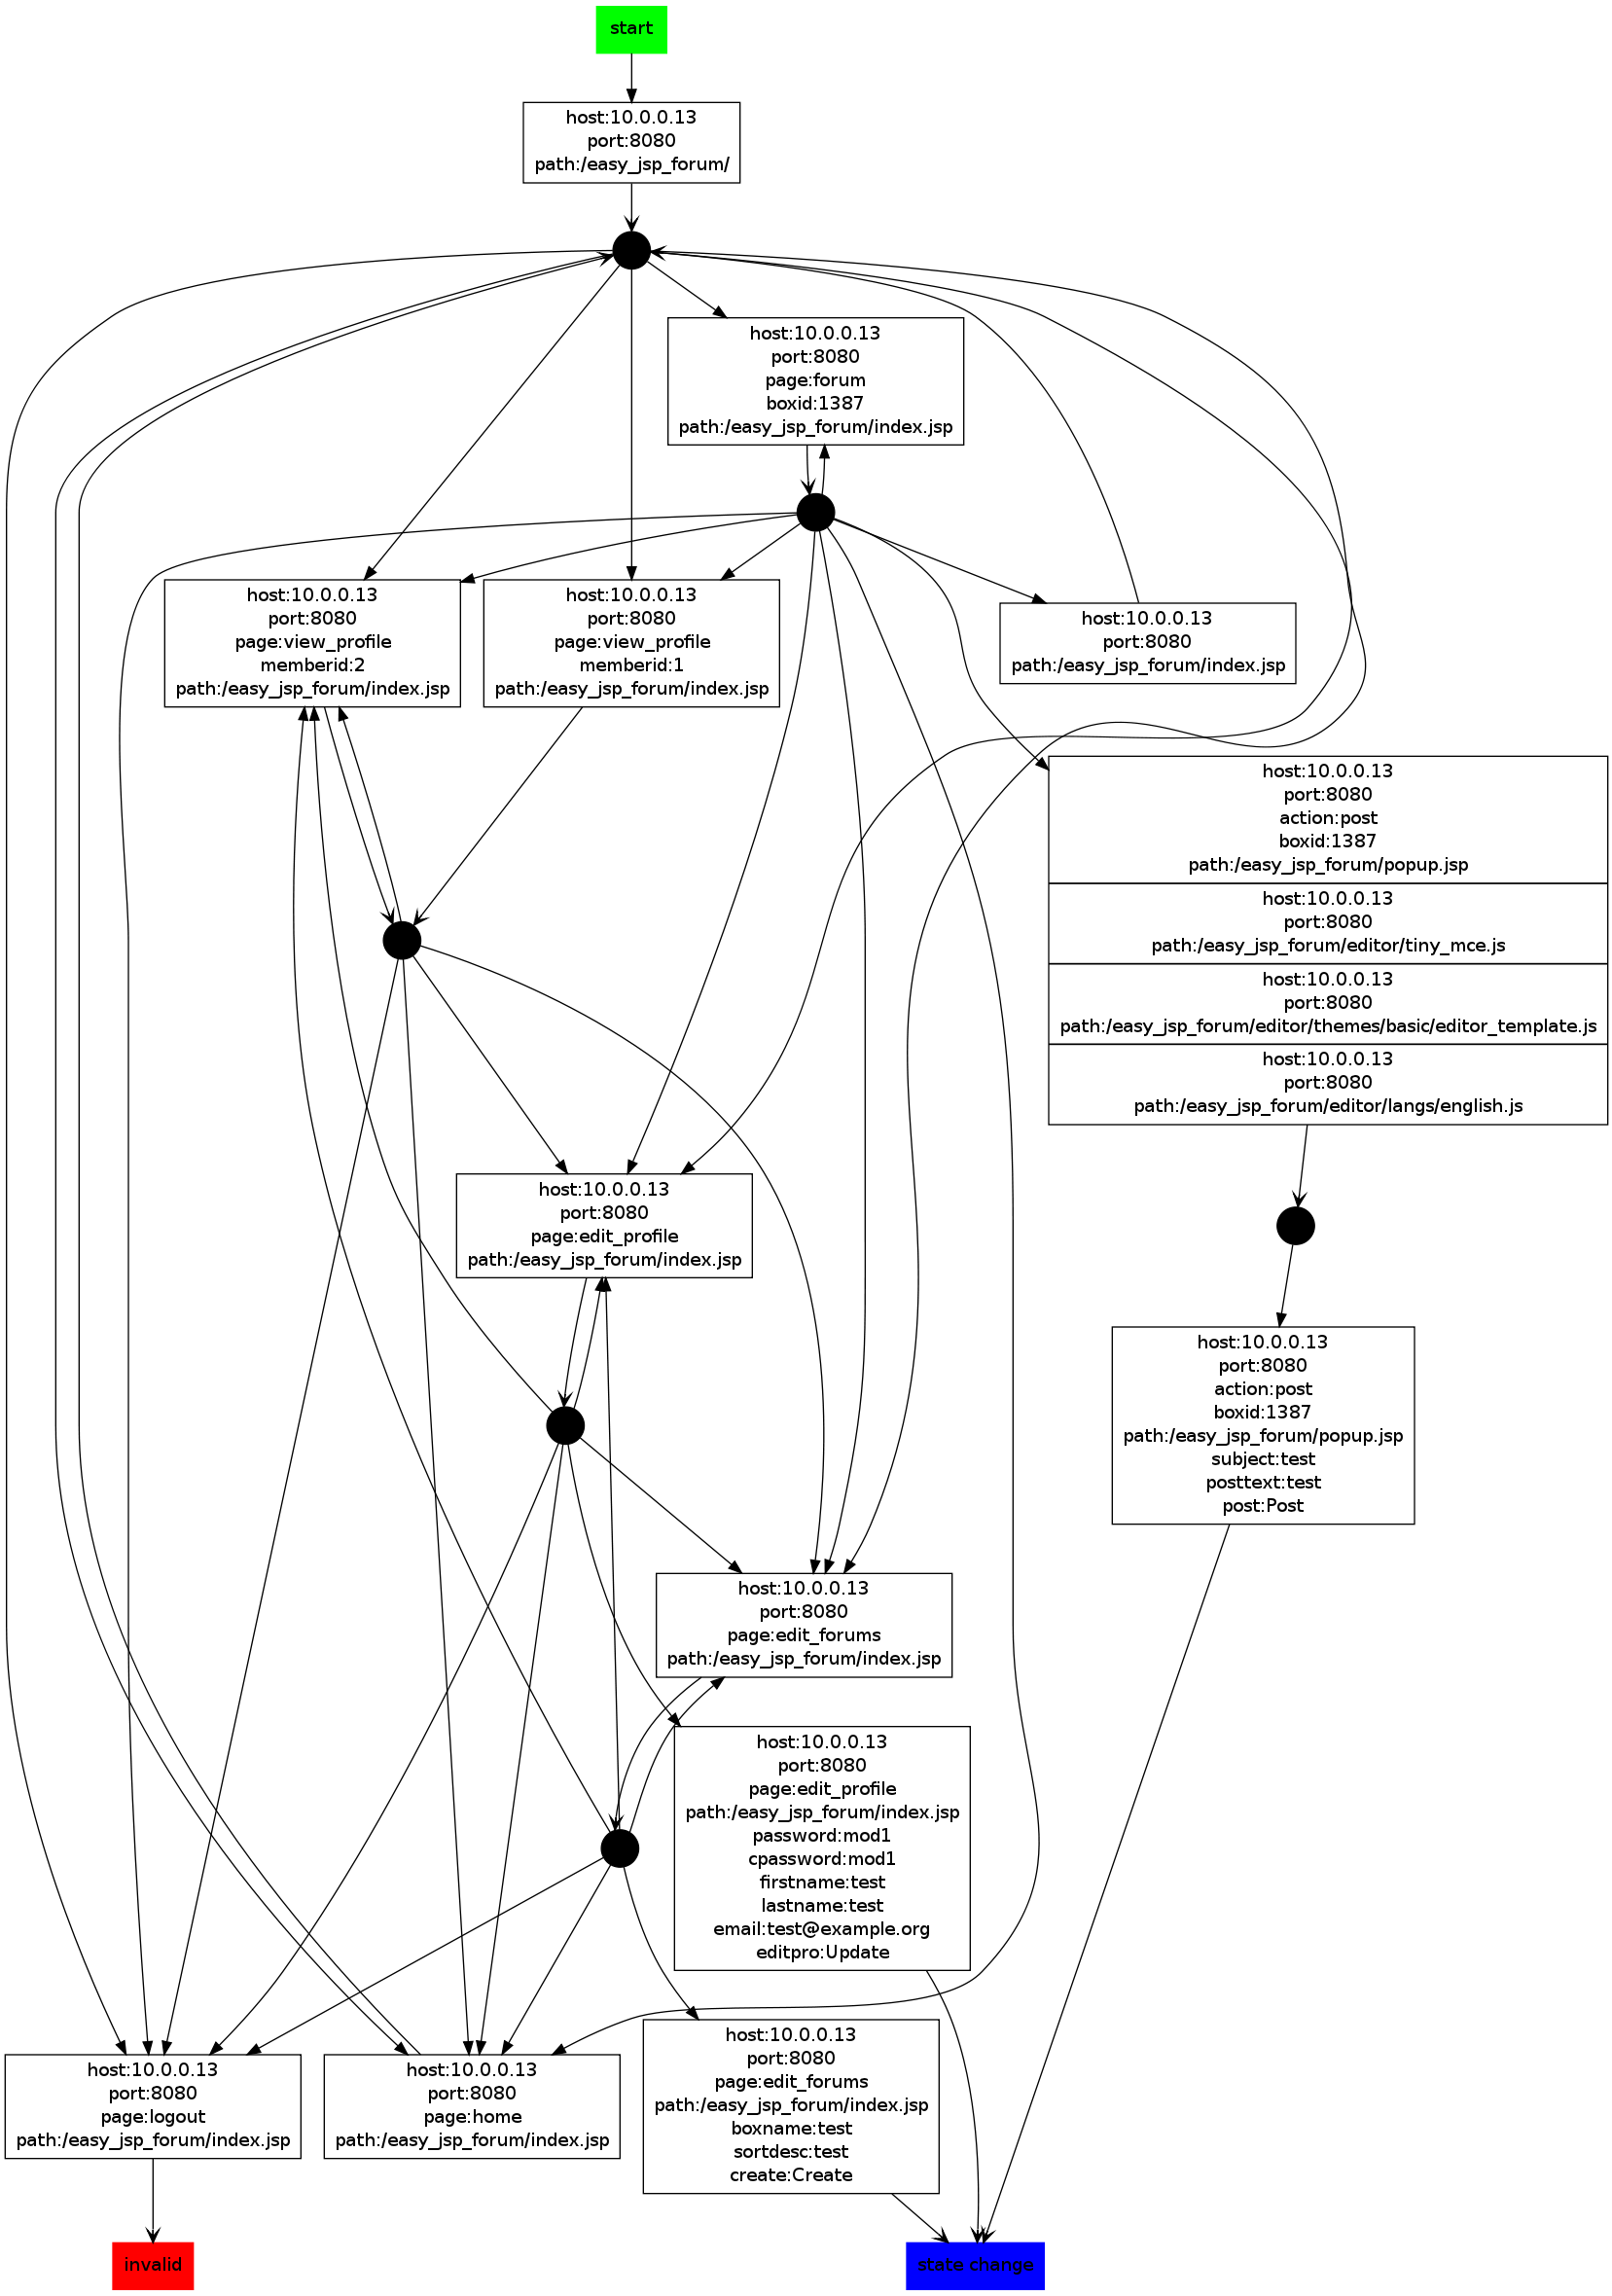 start
host:10.0.0.13
port:8080
path:/easy_jsp_forum/
host:10.0.0.13
port:8080
page:forum
boxid:1387
path:/easy_jsp_forum/index.jsp
host:10.0.0.13
port:8080
page:view_profile
memberid:2
path:/easy_jsp_forum/index.jsp
host:10.0.0.13
port:8080
page:view_profile
memberid:1
path:/easy_jsp_forum/index.jsp
host:10.0.0.13
port:8080
path:/easy_jsp_forum/index.jsp
host:10.0.0.13
port:8080
action:post
boxid:1387
path:/easy_jsp_forum/popup.jsp
host:10.0.0.13
port:8080
path:/easy_jsp_forum/editor/tiny_mce.js
host:10.0.0.13
port:8080
path:/easy_jsp_forum/editor/themes/basic/editor_template.js
host:10.0.0.13
port:8080
path:/easy_jsp_forum/editor/langs/english.js
host:10.0.0.13
port:8080
page:edit_profile
path:/easy_jsp_forum/index.jsp
host:10.0.0.13
port:8080
action:post
boxid:1387
path:/easy_jsp_forum/popup.jsp
subject:test
posttext:test
post:Post
host:10.0.0.13
port:8080
page:edit_forums
path:/easy_jsp_forum/index.jsp
host:10.0.0.13
port:8080
page:edit_profile
path:/easy_jsp_forum/index.jsp
password:mod1
cpassword:mod1
firstname:test
lastname:test
email:test@example.org
editpro:Update
host:10.0.0.13
port:8080
page:logout
path:/easy_jsp_forum/index.jsp
host:10.0.0.13
port:8080
page:home
path:/easy_jsp_forum/index.jsp
host:10.0.0.13
port:8080
page:edit_forums
path:/easy_jsp_forum/index.jsp
boxname:test
sortdesc:test
create:Create
invalid
state change